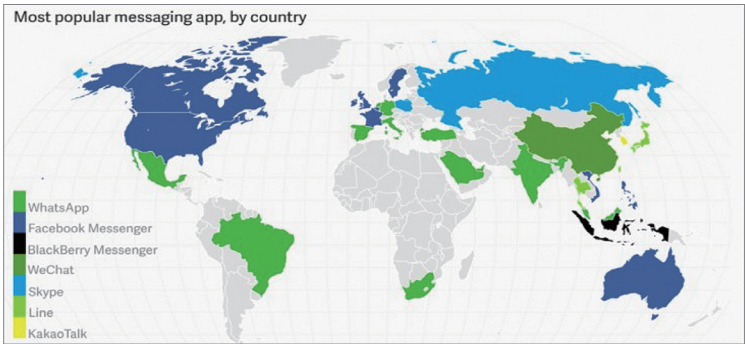 Most popular messaging app, by country
WhatsApp
Facebook Messenger
BlackBerry Messenger
WeChat
Skype
Line
KakaoTalk